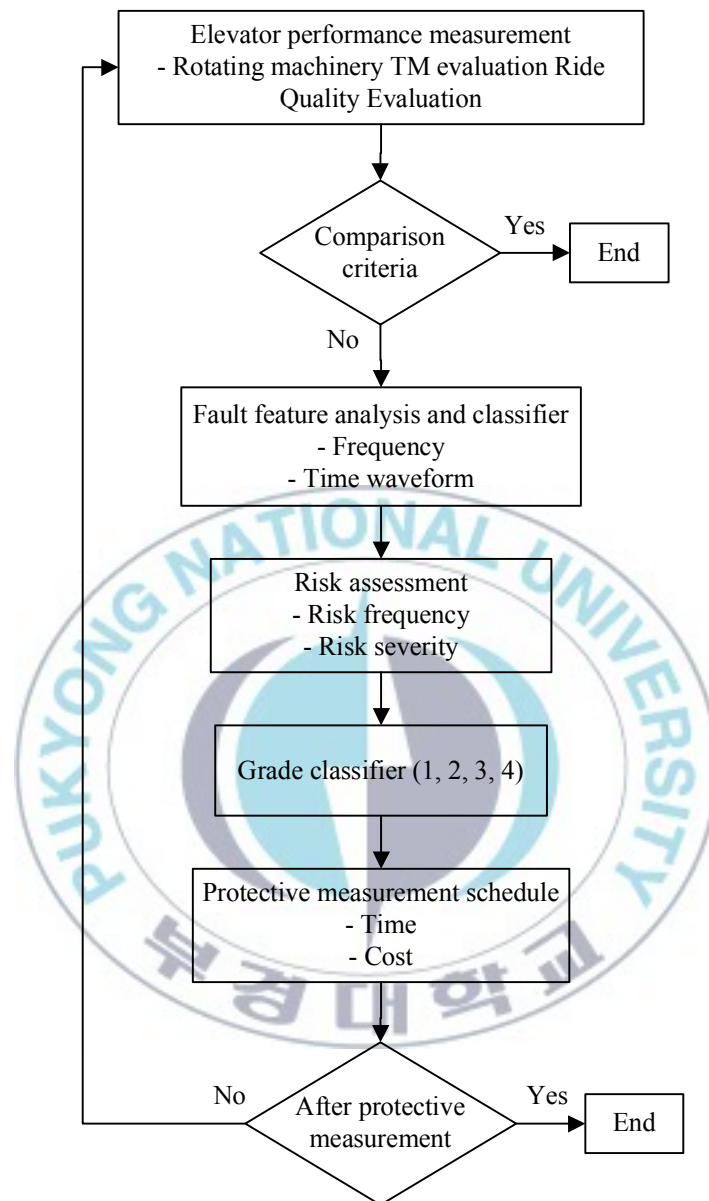 Elevator performance measurement
- Rotating machinery TM evaluation Ride
Quality Evaluation
Comparison
criteria
Yes
End
No
Fault feature analysis and classifier
- Frequency
- Time waveform
PUKYONG NATIONAL UNIVERSITY
Risk assessment
- Risk frequency
- Risk severity
Grade classifier (1, 2, 3, 4)
Protective measurement schedule
- Time
- Cost
부경대학교
No
After protective
measurement
Yes
End